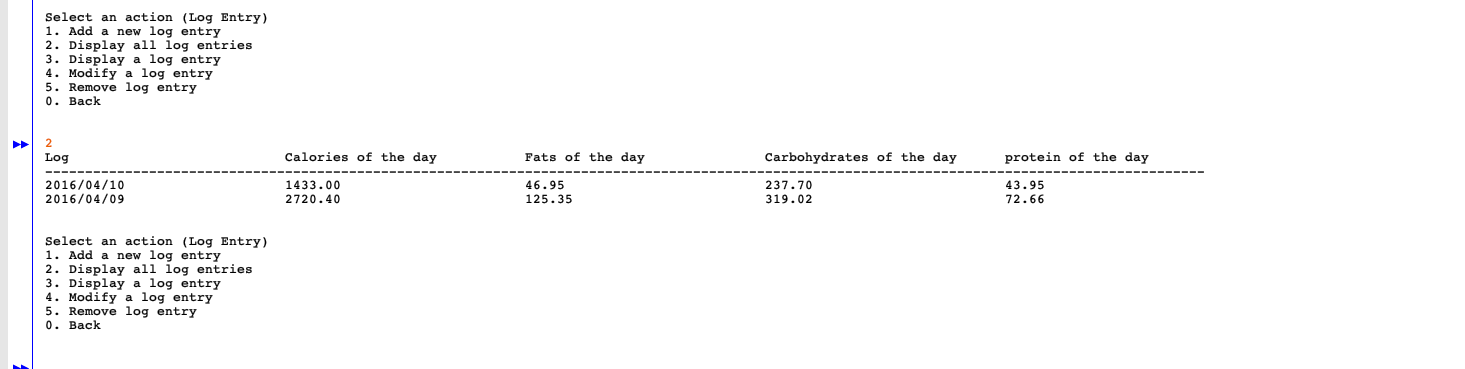 Select an action (Log Entry)
1. Add a new log entry
2. Display all log entries
3. Display a log entry
4. Modify a log entry
5. Remove log entry
0. Back
2
Log Calories of the day Fats of the day Carbohydrates of the day protein of the day
-------------------------------------------------------------------------------------------------------------------------------------------------
2016/04/10 1433.00 46.95 237.70 43.95
2016/04/09 2720.40 125.35 319.02 72.66
Select an action (Log Entry)
1. Add a new log entry
2. Display all log entries
3. Display a log entry
4. Modify a log entry
5. Remove log entry
0. Back